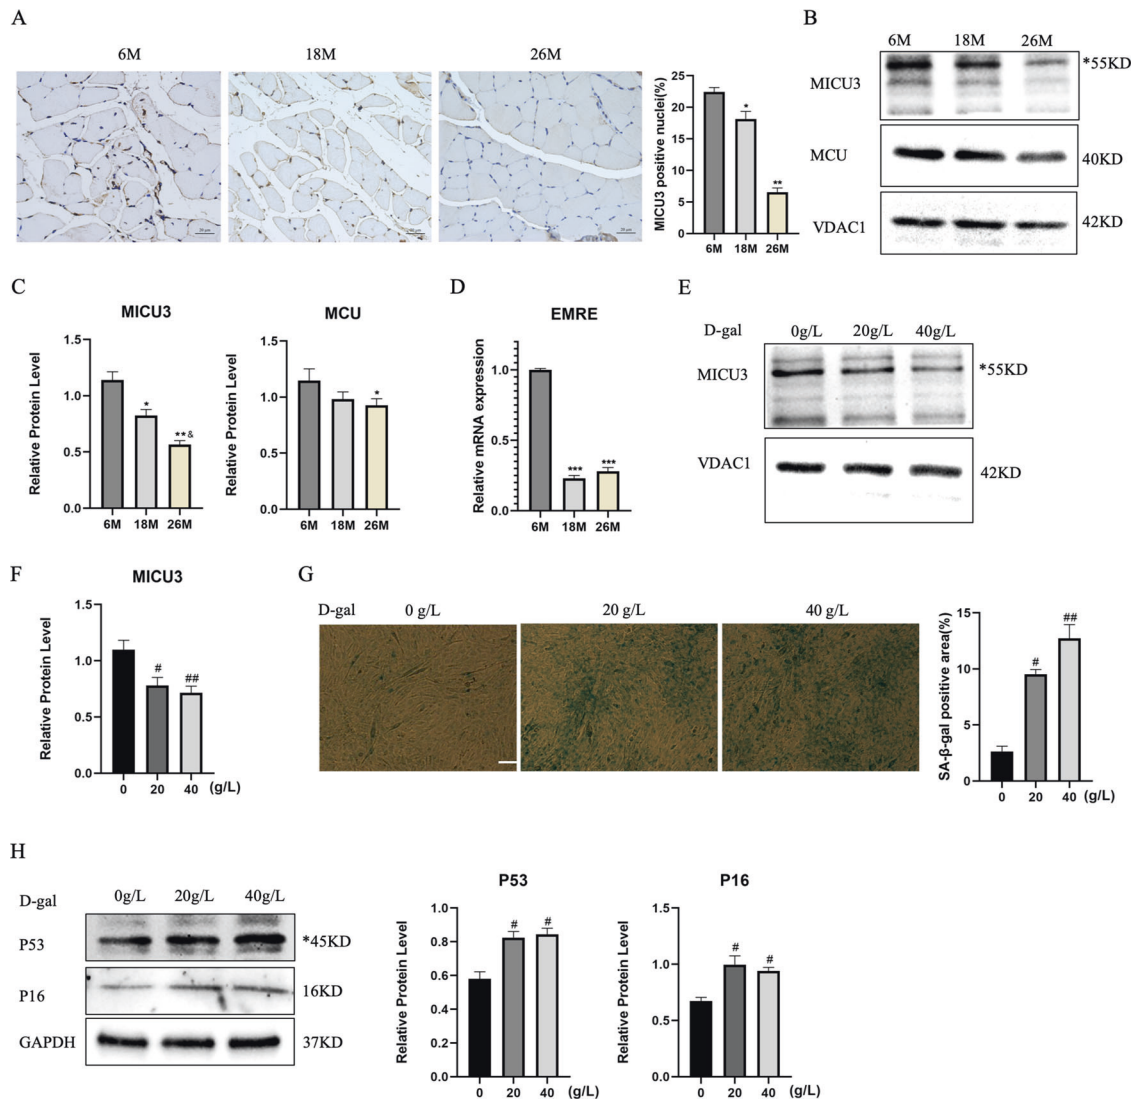 A
6M
18M
26M
20 μm
MICU3 positive nuclei(%)
25
20
15
10
5
0
*
**
6M 18M 26M
B
6M 18M 26M
MICU3
*55KD
MCU
40KD
VDAC1
42KD
C
MICU3
Relative Protein Level
1.5
1.0
0.5
0.0
*
**&
6M 18M 26M
MCU
Relative Protein Level
1.5
1.0
0.5
0.0
*
6M 18M 26M
D
EMRE
Relative mRNA expression
1.0
0.5
0.0
***
***
6M 18M 26M
E
D-gal
0g/L 20g/L 40g/L
MICU3
*55KD
VDAC1
42KD
F
MICU3
Relative Protein Level
1.5
1.0
0.5
0.0
#
##
0 20 40 (g/L)
G
D-gal 0 g/L 20 g/L 40 g/L
SA-β-gal positive area(%)
15
10
5
0
#
##
0 20 40 (g/L)
H
D-gal
0g/L 20g/L 40g/L
P53
*45KD
P16
16KD
GAPDH
37KD
P53
Relative Protein Level
1.0
0.8
0.6
0.4
0.2
0.0
#
#
0 20 40 (g/L)
P16
Relative Protein Level
1.5
1.0
0.5
0.0
#
#
0 20 40 (g/L)